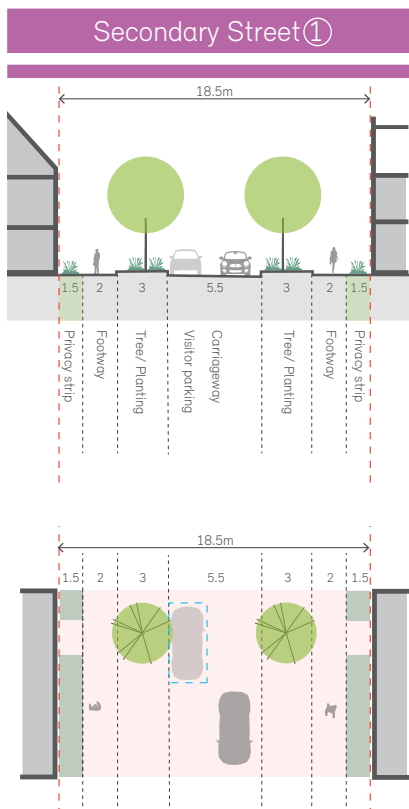 Secondary Street①
18.5m
1.5 2 3 5.5 3 2 1.5
Privacy strip
Footway
Tree/ Planting
Visitor parking
Carriageway
Tree/ Planting
Footway
Privacy strip
18.5m
1.5 2 3 5.5 3 2 1.5